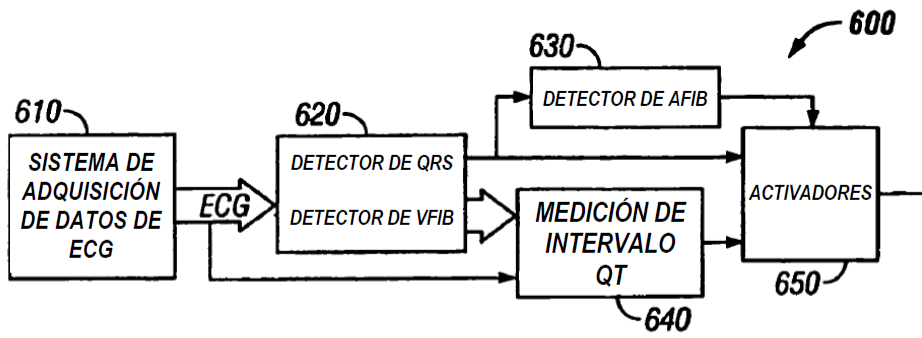 600
630
DETECTOR DE AFIB
610
SISTEMA DE
ADQUISICIÓN
DE DATOS DE
ECG
ECG
620
DETECTOR DE QRS
DETECTOR DE VFIB
MEDICIÓN DE
INTERVALO
QT
640
ACTIVADORES
650